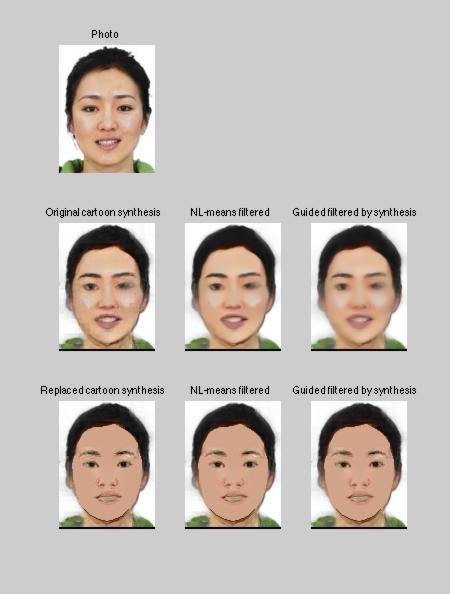 Photo
Original cartoon synthesis
NL-means filtered
Guided filtered by synthesis
Replaced cartoon synthesis
NL-means filtered
Guided filtered by synthesis